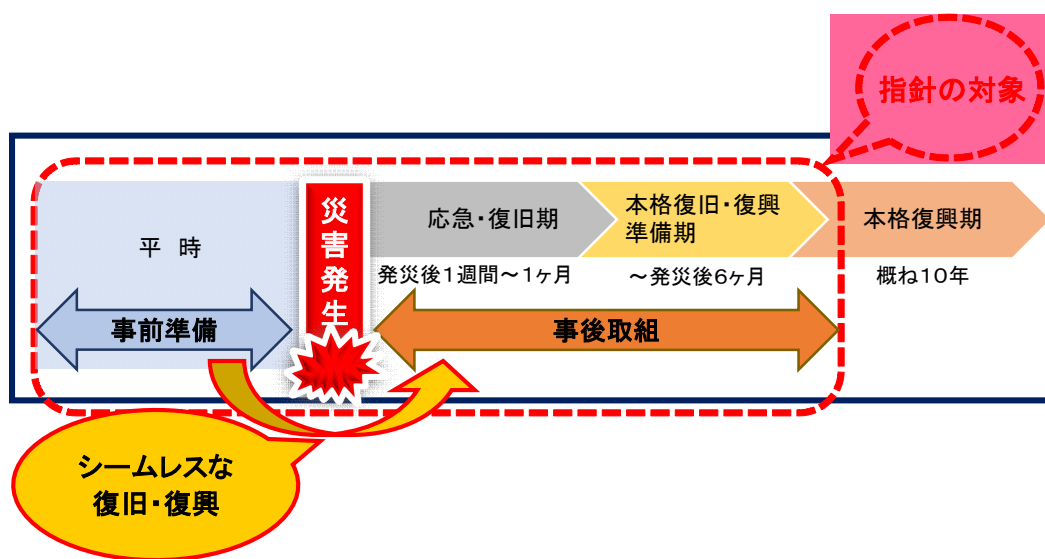 指針の対象
平 時
災害発生
応急・復旧期
本格復旧・復興
準備期
本格復興期
発災後1週間～1ヶ月
～発災後6ヶ月
概ね10年
事前準備
事後取組
シームレスな
復旧・復興